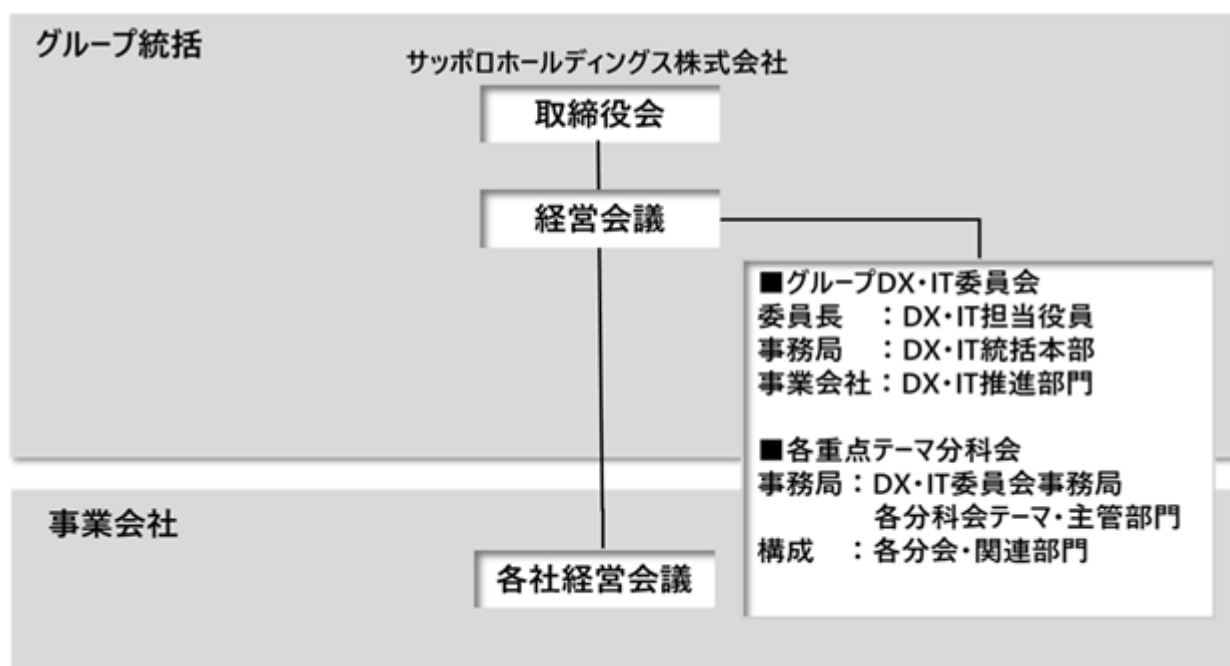 グループ統括
サッポロホールディングス株式会社
取締役会
経営会議
■グループDX・IT委員会
委員長　：DX・IT担当役員
事務局　：DX・IT統括本部
事業会社：DX・IT推進部門
■各重点テーマ分科会
事務局：DX・IT委員会事務局
各分科会テーマ・主管部門
構成　：各分会・関連部門
事業会社
各社経営会議